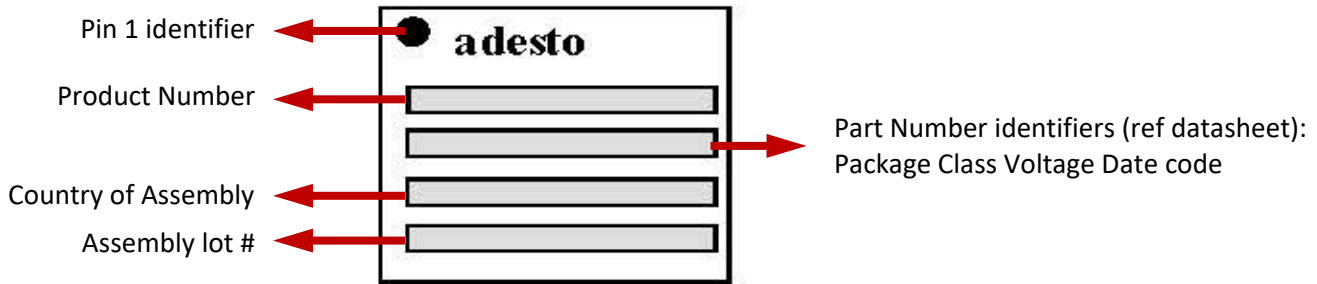 Pin 1 identifier
adesto
Product Number
Part Number identifiers (ref datasheet):
Package Class Voltage Date code
Country of Assembly
Assembly lot #